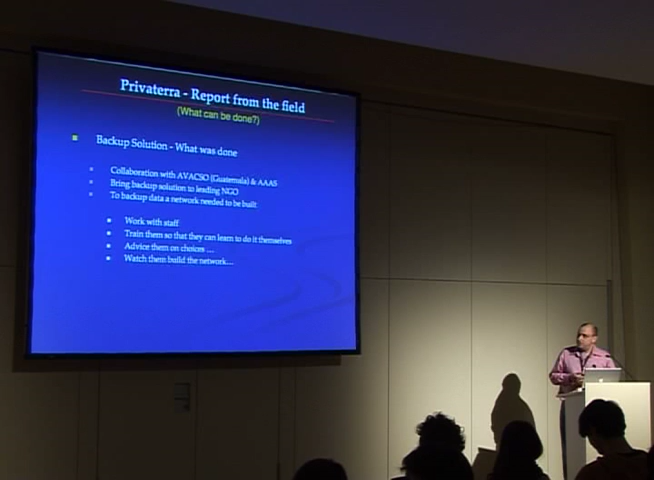 Privaterra - Report from the field
(What can be done?)
Backup Solution - What was done
Collaboration with AVACSO (Guatemala) & AAAS
Bring backup solution to leading NGO
To backup data a network needed to be built
Work with staff
Train them so that they can learn to do it themselves
Advice them on choices ....
Watch them build the network....